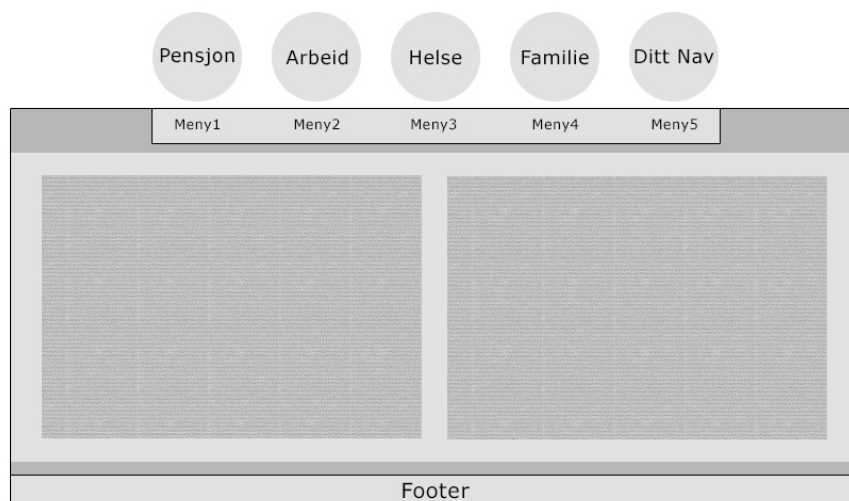 Pensjon Arbeid Helse Familie Ditt Nav
Meny1 Meny2 Meny3 Meny4 Meny5
Footer